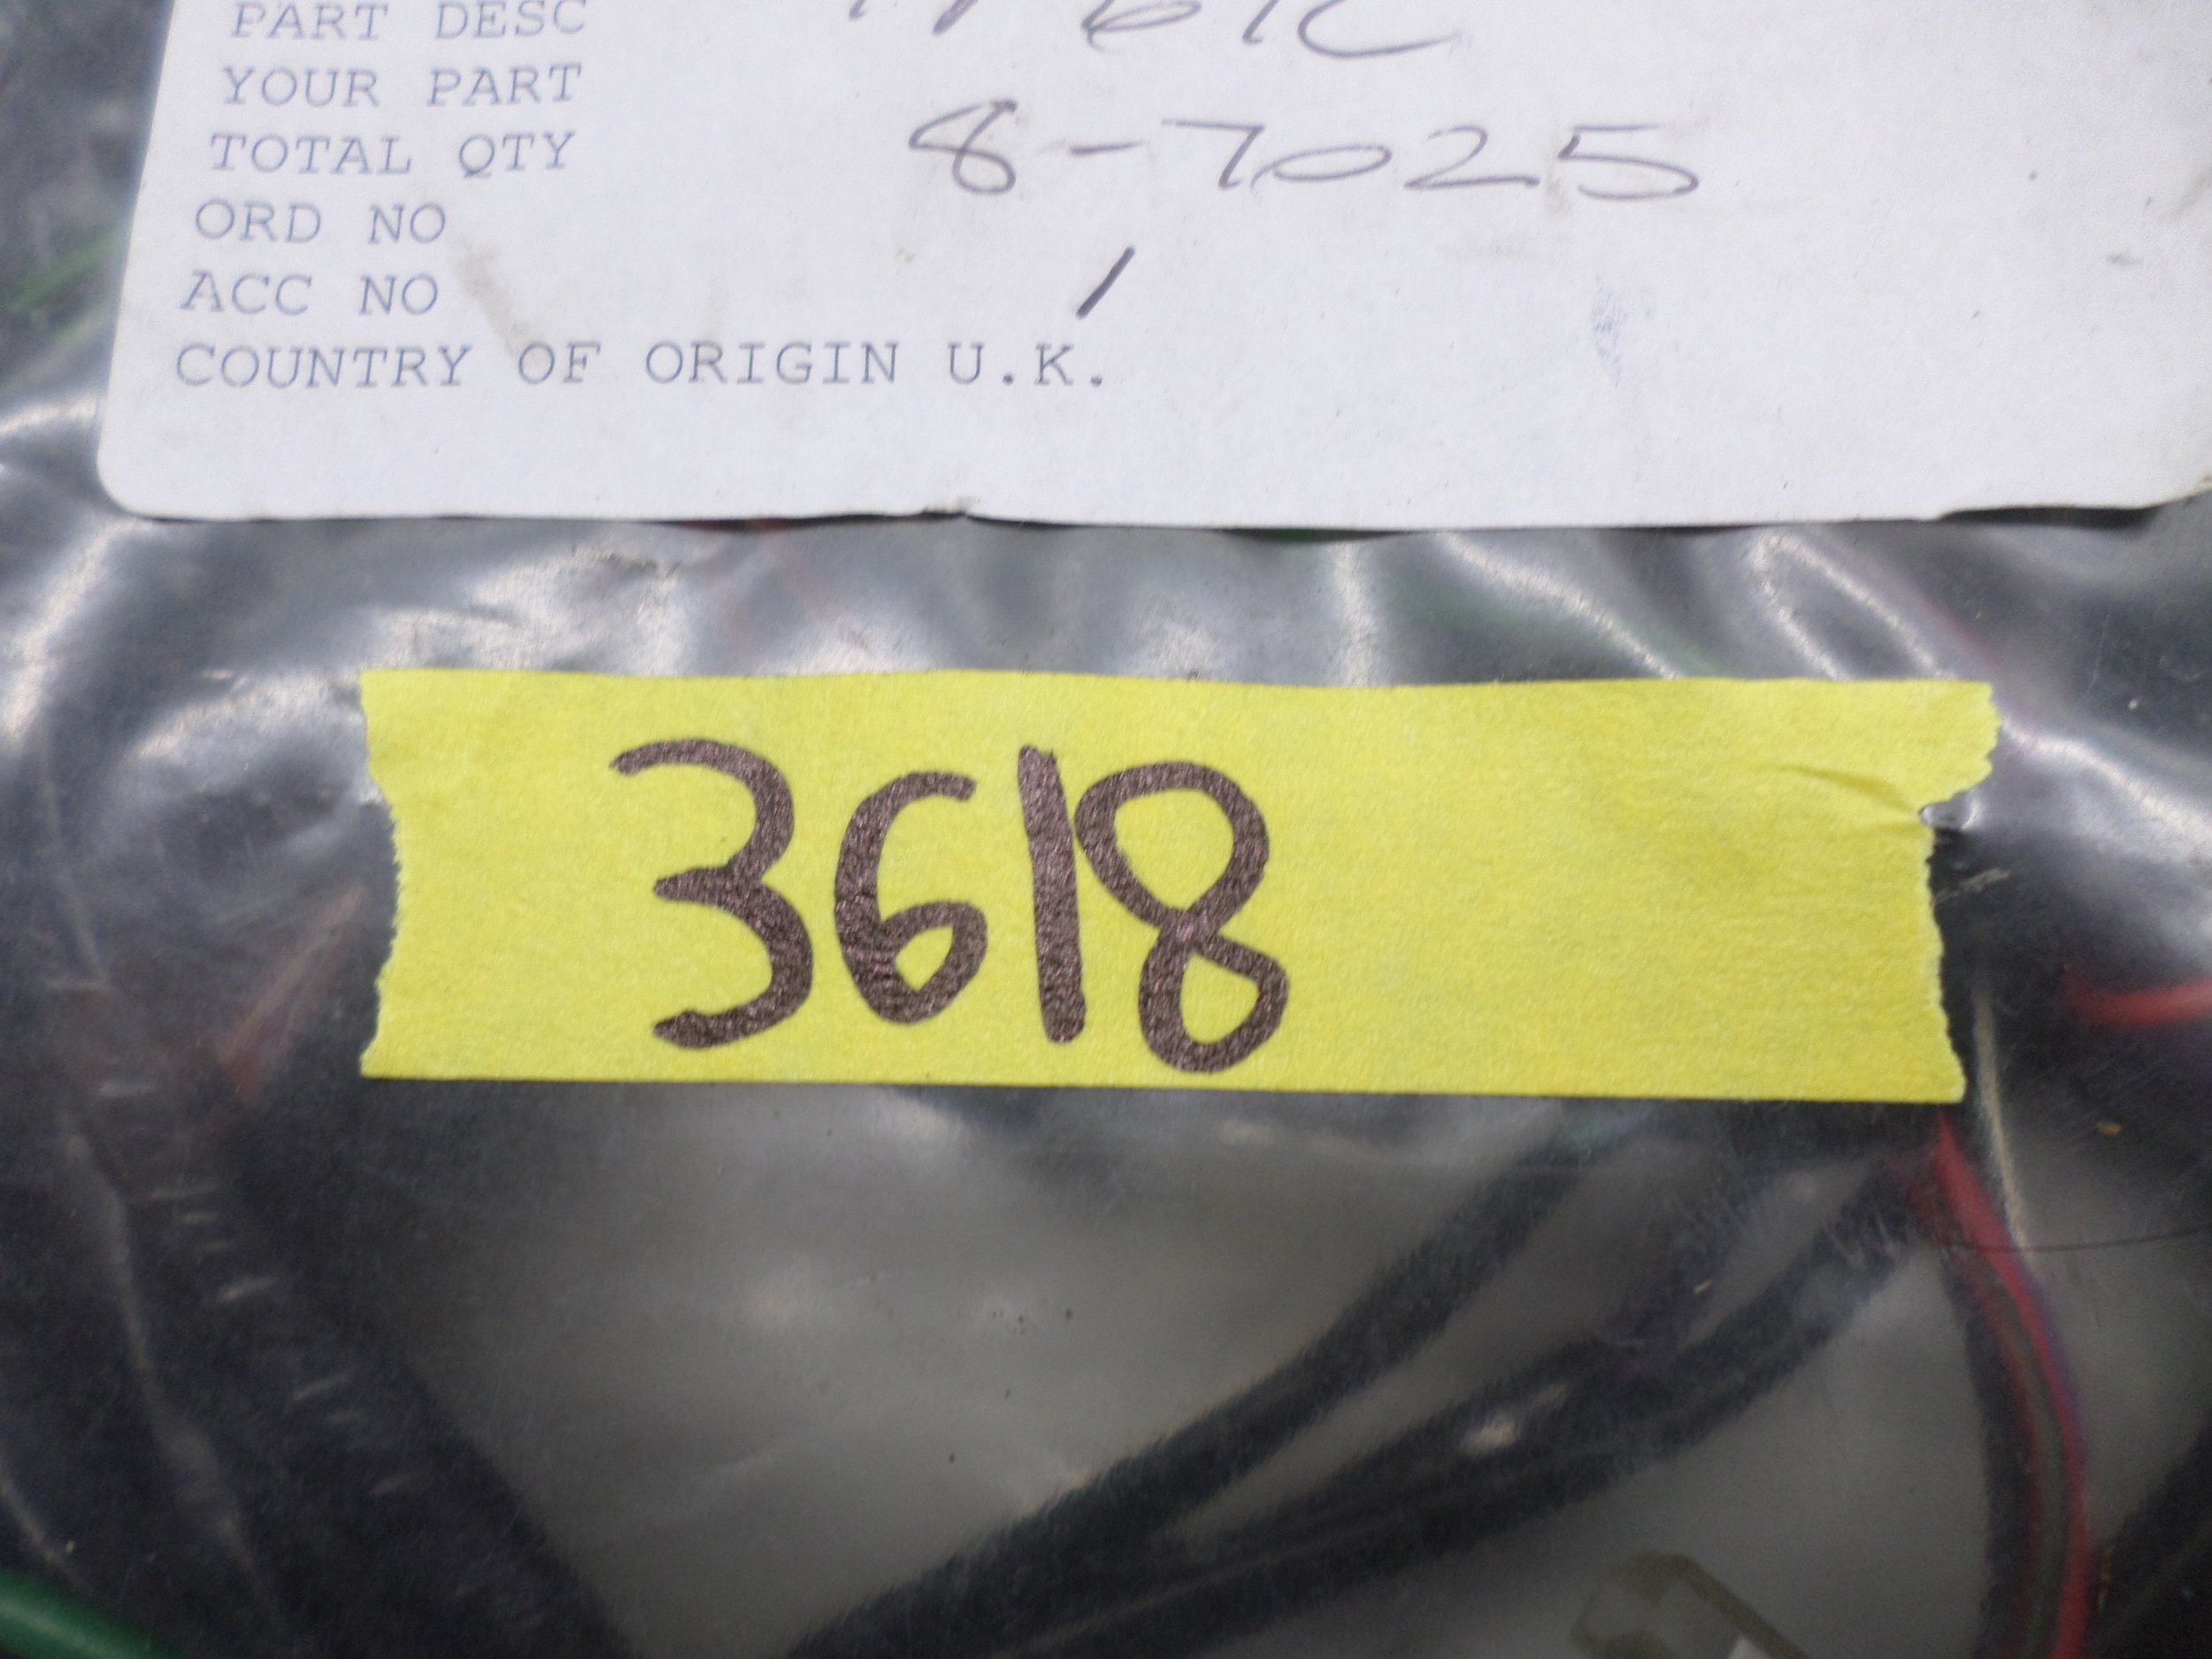 PART DESC
YOUR PART
8-7025
TOTAL QTY
ORD NO
1
ACC NO
COUNTRY OF ORIGIN U.K.
3618